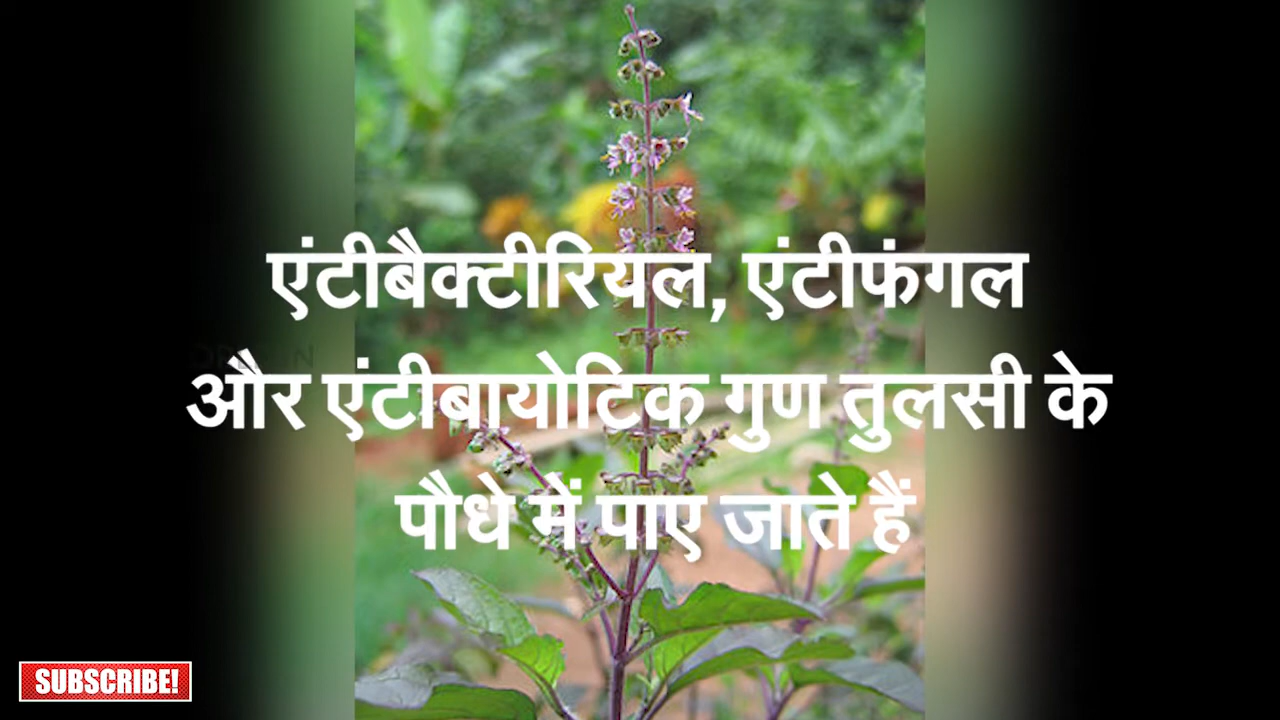 एंटीबैक्टीरियल, एंटीफंगल
और एंटीबायोटिक गुण तुलसी के
पौधे में पाए जाते हैं
SUBSCRIBE!